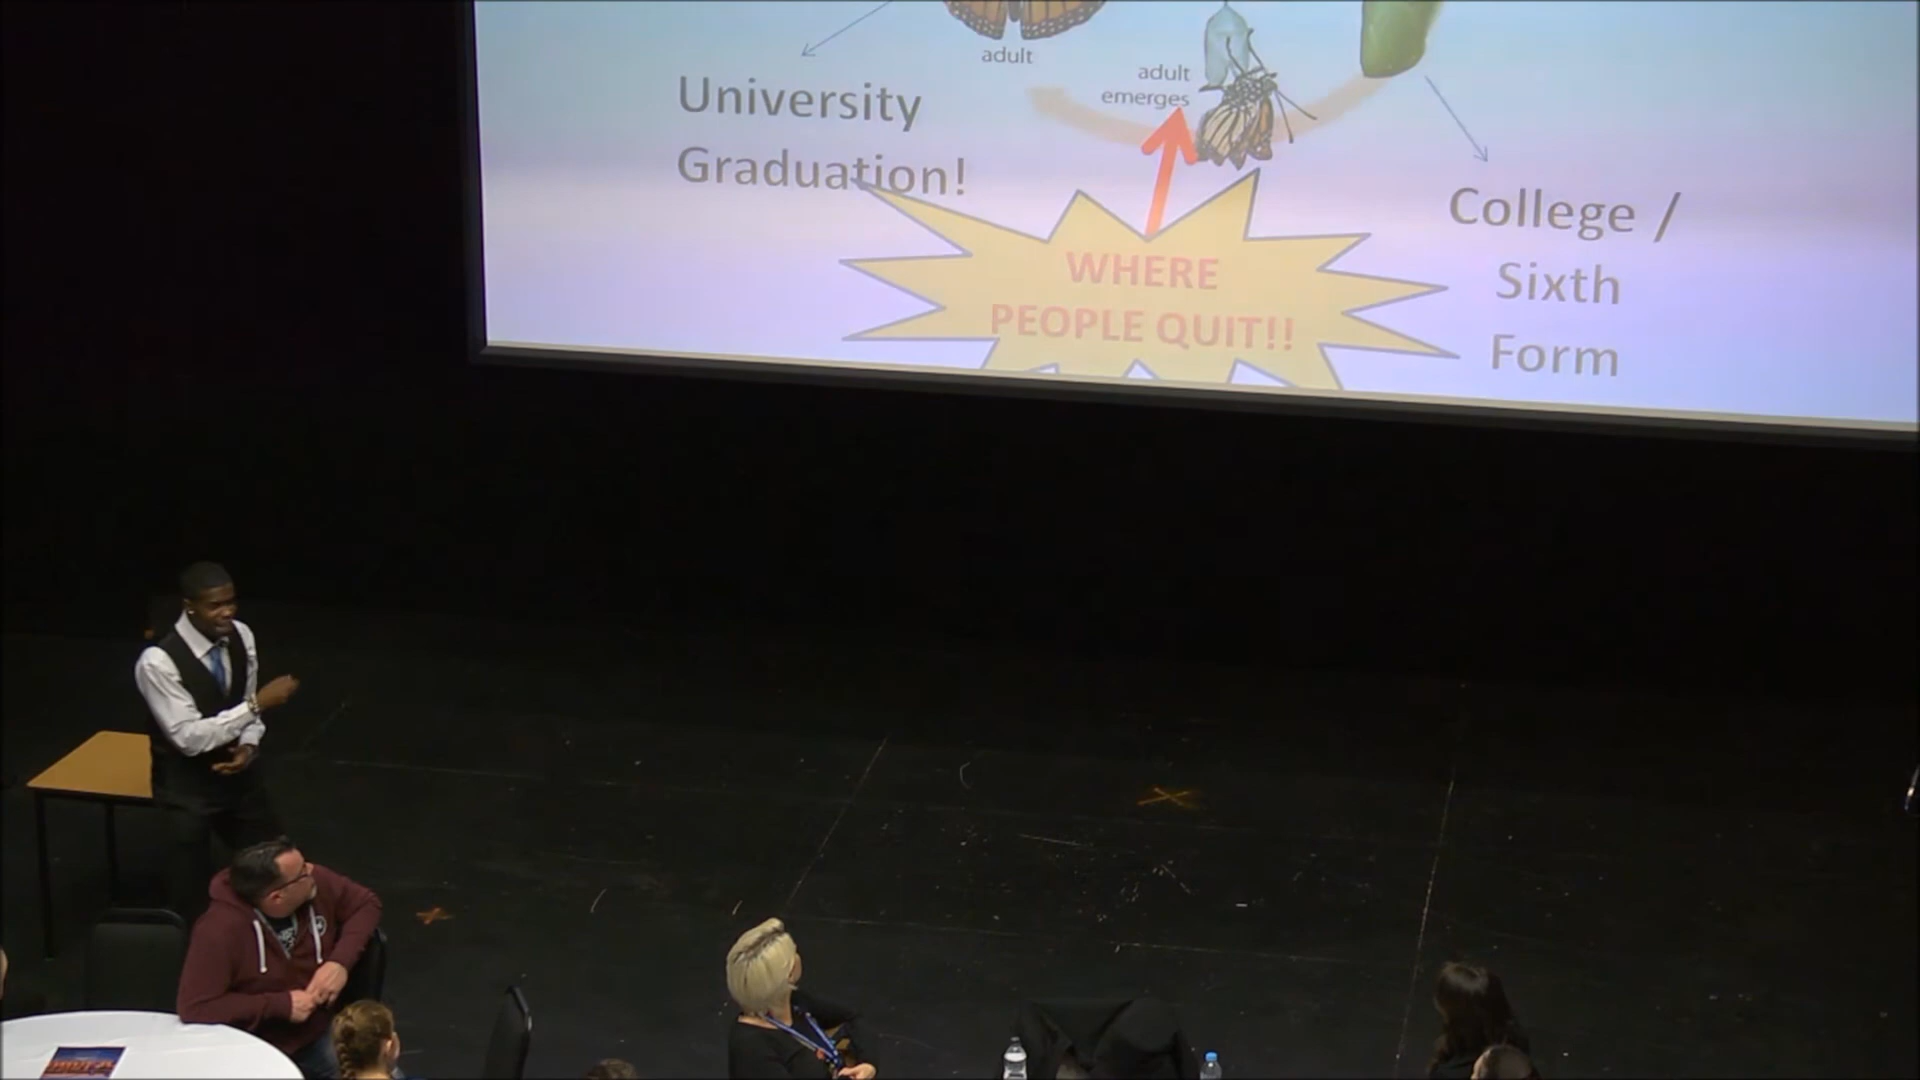 adult
adult
emerges
University
Graduation!
College /
Sixth
Form
WHERE
PEOPLE QUIT!!